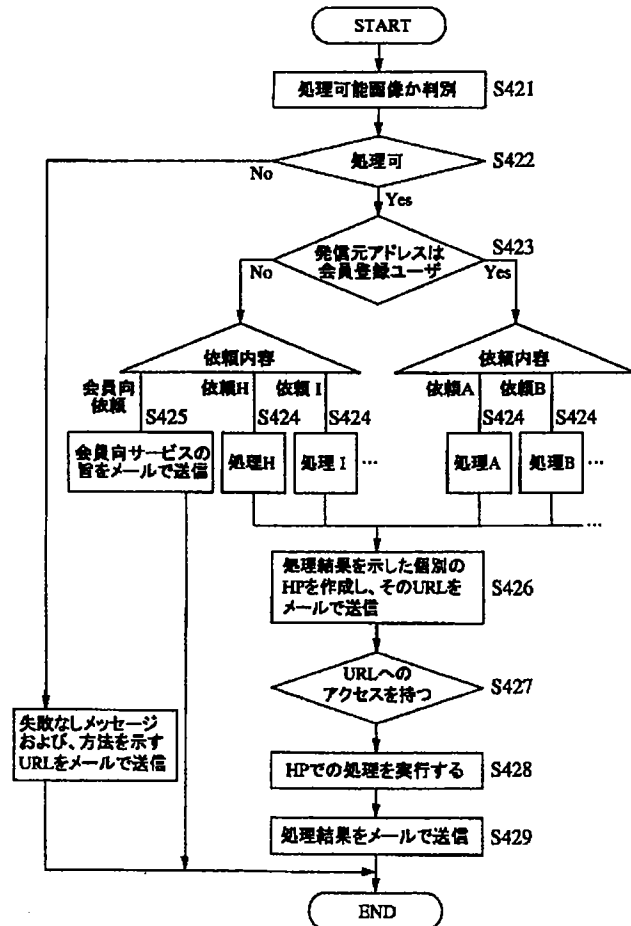 START
処理可能画像か判別
S421
処理可
S422
No
Yes
発信元アドレスは
会員登録ユーザ
S423
No
Yes
依頼内容
依頼内容
会員向
依頼
依頼H
依頼I
依頼A
依頼B
S425
S424
S424
S424
S424
会員向サービスの
旨をメールで送信
処理H
処理I
…
処理A
処理B
…
…
処理結果を示した個別の
HPを作成し、そのURLを
メールで送信
S426
URLへの
アクセスを持つ
S427
失敗なしメッセージ
および、方法を示す
URLをメールで送信
HPでの処理を実行する
S428
処理結果をメールで送信
S429
END